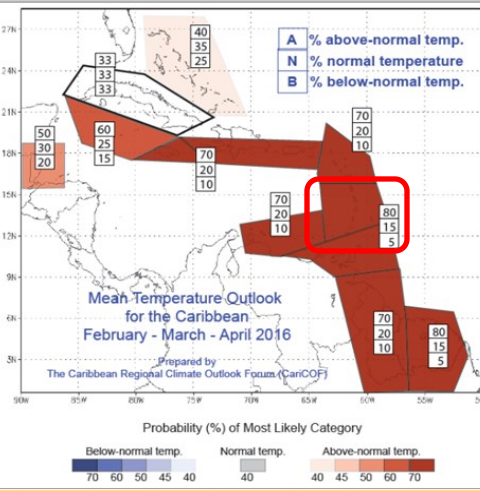 27N
24N
21N
18N
15N
12N
9N
6N
3N
90W
85W
80W
75W
70W
65W
60W
55W
A % above-normal temp.
N % normal temperature
B % below-normal temp.
40
35
25
33
33
33
50
30
20
60
25
15
70
20
10
70
20
10
70
20
10
80
15
5
70
20
10
80
15
5
Mean Temperature Outlook
for the Caribbean
February - March - April 2016
Prepared by
The Caribbean Regional Climate Outlook Forum (CariCOF)
Probability (%) of Most Likely Category
Below-normal temp.
70 60 50 45 40
Normal temp.
40
Above-normal temp.
40 45 50 60 70